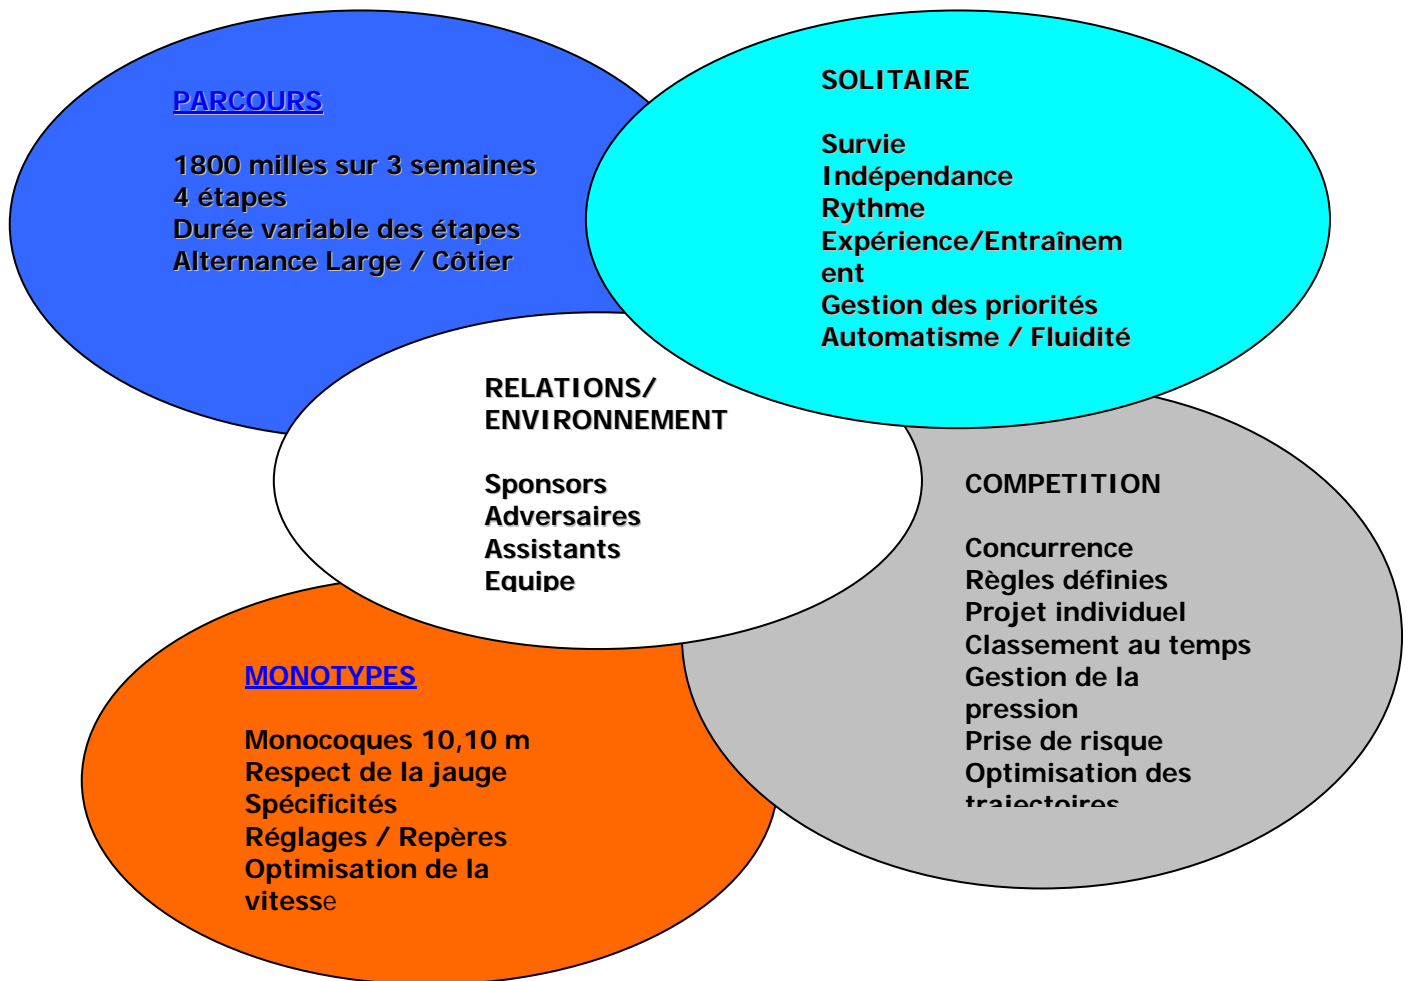 PARCOURS
1800 milles sur 3 semaines
4 étapes
Durée variable des étapes
Alternance Large / Côtier
SOLITAIRE
Survie
Indépendance
Rythme
Expérience/Entraînem
ent
Gestion des priorités
Automatisme / Fluidité
RELATIONS/
ENVIRONNEMENT
Sponsors
Adversaires
Assistants
Equipe
COMPETITION
Concurrence
Règles définies
Projet individuel
Classement au temps
Gestion de la
pression
Prise de risque
Optimisation des
trajectoires
MONOTYPES
Monocoques 10,10 m
Respect de la jauge
Spécificités
Réglages / Repères
Optimisation de la
vitesse